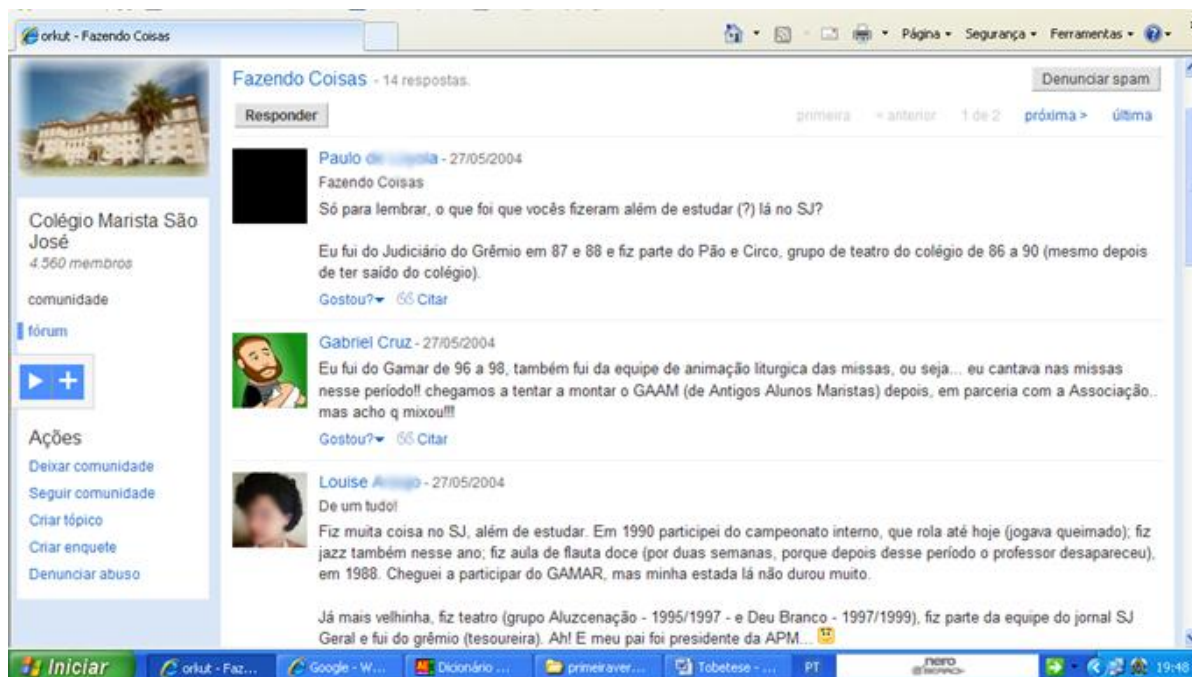 orkut - Fazendo Coisas
Página Segurança Ferramentas
Fazendo Coisas - 14 respostas.
Denunciar spam
Responder
primeira < anterior 1 de 2 próxima > última
Colégio Marista São
José
4.560 membros
comunidade
fórum
Ações
Deixar comunidade
Seguir comunidade
Criar tópico
Criar enquete
Denunciar abuso
Paulo - 27/05/2004
Fazendo Coisas
Só para lembrar, o que foi que vocês fizeram além de estudar (?) lá no SJ?
Eu fui do Judiciário do Grêmio em 87 e 88 e fiz parte do Pão e Circo, grupo de teatro do colégio de 86 a 90 (mesmo depois
de ter saído do colégio).
Gostou? Citar
Gabriel Cruz - 27/05/2004
Eu fui do Gamar de 96 a 98, também fui da equipe de animação liturgica das missas, ou seja... eu cantava nas missas
nesse período!! chegamos a tentar a montar o GAAM (de Antigos Alunos Maristas) depois, em parceria com a Associação..
mas acho q mixou!!!
Gostou? Citar
Louise - 27/05/2004
De um tudo!
Fiz muita coisa no SJ, além de estudar. Em 1990 participei do campeonato interno, que rola até hoje (jogava queimado); fiz
jazz também nesse ano; fiz aula de flauta doce (por duas semanas, porque depois desse período o professor desapareceu),
em 1988. Cheguei a participar do GAMAR, mas minha estada lá não durou muito.
Já mais velhinha, fiz teatro (grupo Aluzcenação - 1995/1997 - e Deu Branco - 1997/1999), fiz parte da equipe do jornal SJ
Geral e fui do grêmio (tesoureira). Ah! E meu pai foi presidente da APM...
Iniciar orkut - Faz... Google - W... Dicionário ... primeiraver... Tobetese - ... PT nero SEARCH 19:48